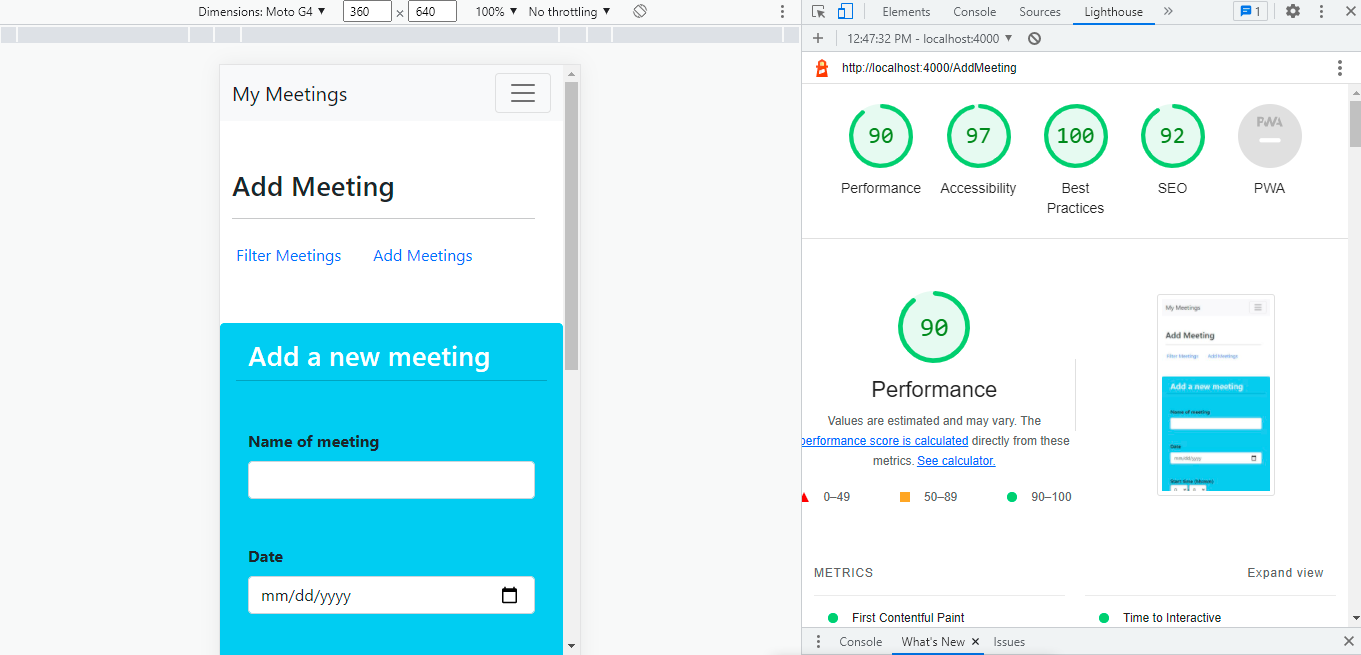 Dimensions: Moto G4 ▼ 360 × 640 100% ▼ No throttling ▼
Elements Console Sources Lighthouse » 1
+ 12:47:32 PM - localhost:4000 ▼
http://localhost:4000/AddMeeting
My Meetings
Add Meeting
Filter Meetings Add Meetings
Add a new meeting
Name of meeting
Date
mm/dd/yyyy
90 97 100 92 PWA
Performance Accessibility Best Practices SEO PWA
90
Performance
Values are estimated and may vary. The
performance score is calculated directly from these
metrics. See calculator.
0–49 50–89 90–100
My Meetings
Add Meeting
Filter Meetings Add Meetings
Add a new meeting
Name of meeting
Date
mm/dd/yyyy
METRICS Expand view
First Contentful Paint Time to Interactive
Console What's New × Issues